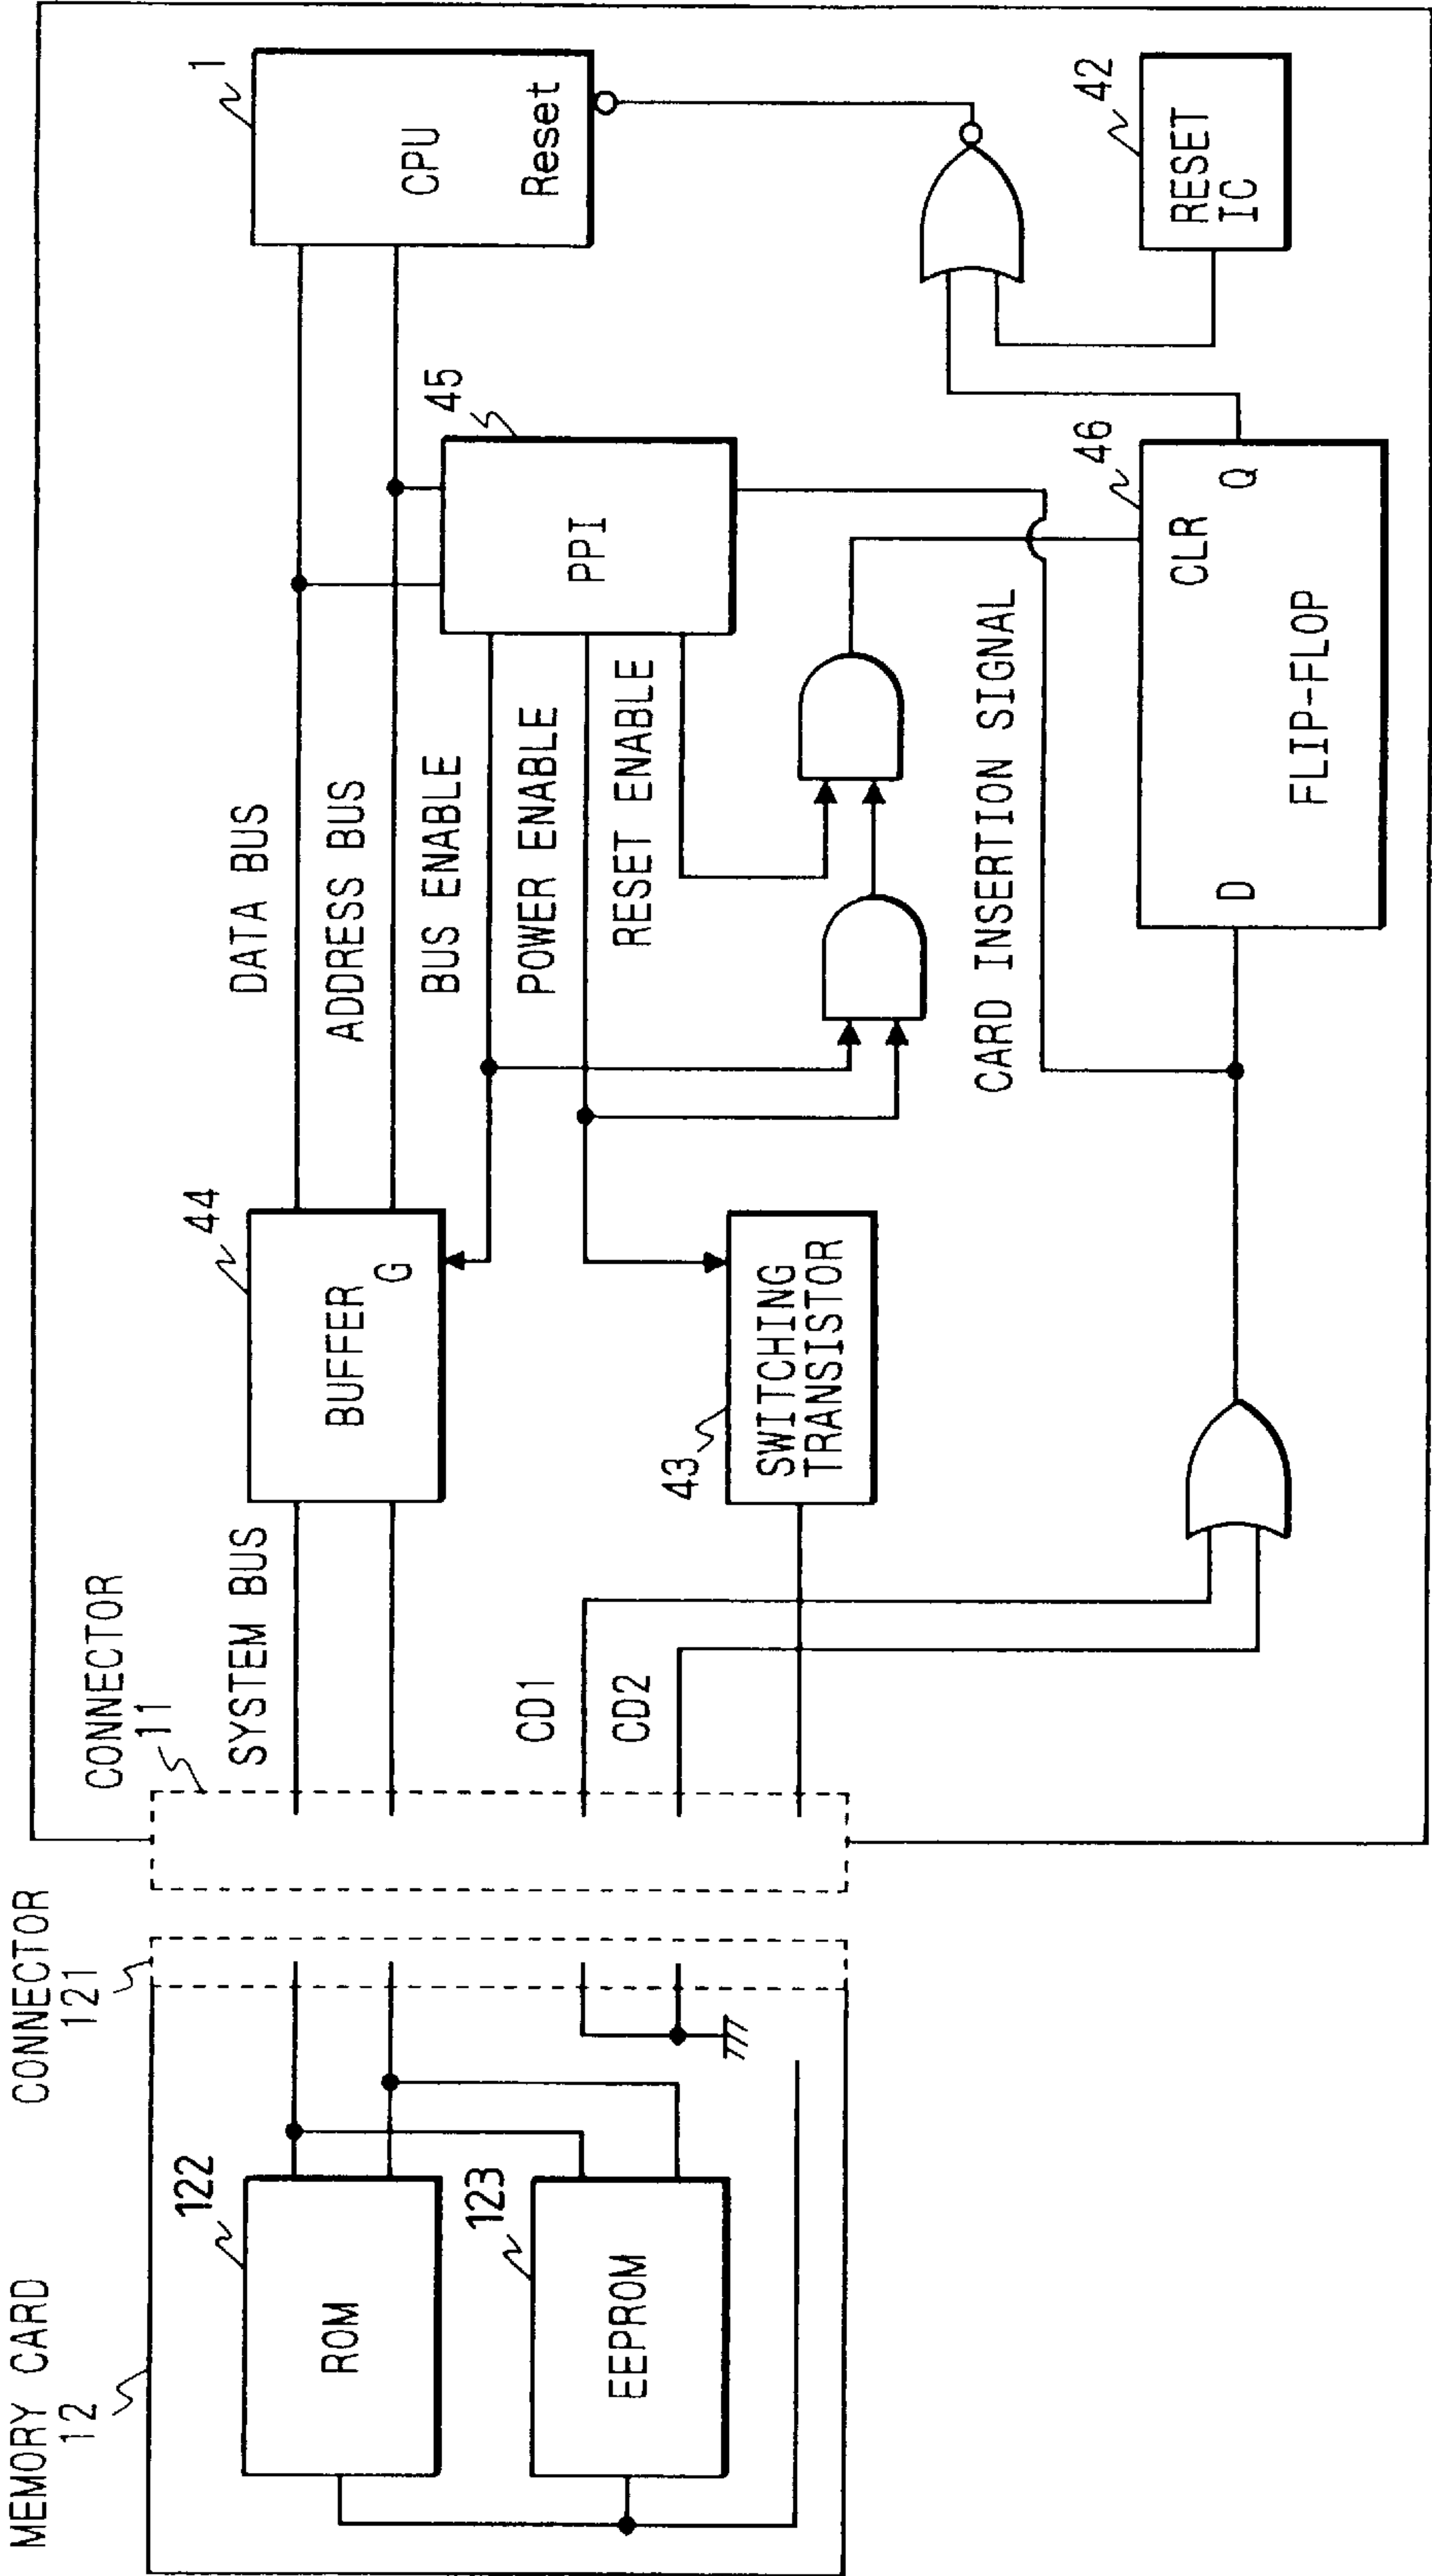 MEMORY CARD
12
CONNECTOR
121
CONNECTOR
11
122
ROM
123
EEPROM
SYSTEM BUS
CD1
CD2
44
BUFFER
G
43
SWITCHING
TRANSISTOR
DATA BUS
ADDRESS BUS
BUS ENABLE
POWER ENABLE
RESET ENABLE
CARD INSERTION SIGNAL
45
PPI
1
CPU
Reset
46
D
CLR
Q
FLIP-FLOP
42
RESET
IC